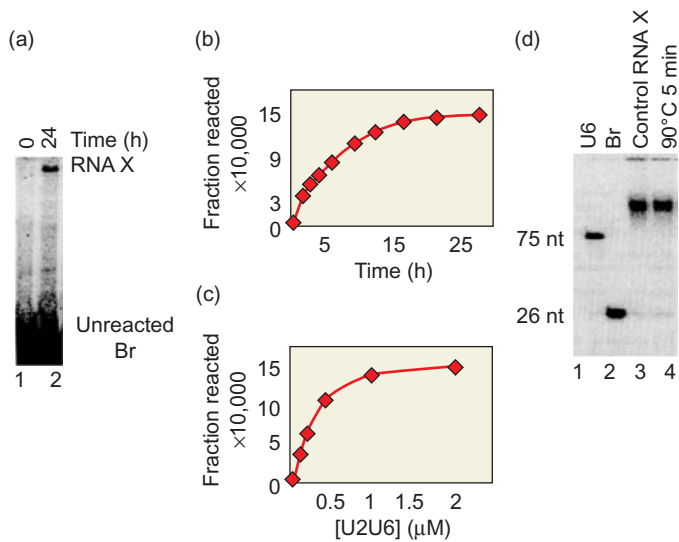 (a)
0
24
Time (h)
RNA X
Unreacted
Br
1 2
(b)
Fraction reacted
×10,000
15
9
3
0
5 15 25
Time (h)
(c)
Fraction reacted
×10,000
15
10
5
0
0.5 1 1.5 2
[U2U6] (μM)
(d)
U6
Br
Control RNA X
90°C 5 min
75 nt
26 nt
1 2 3 4